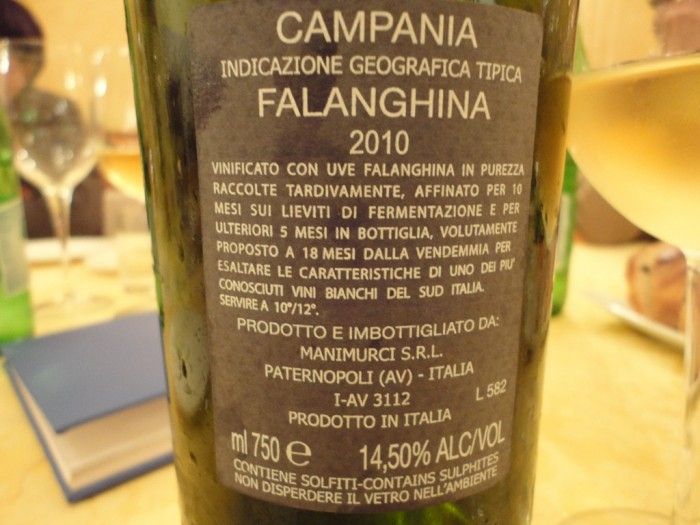 CAMPANIA
INDICAZIONE GEOGRAFICA TIPICA
FALANGHINA
2010
VINIFICATO CON UVE FALANGHINA IN PUREZZA
RACCOLTE TARDIVAMENTE, AFFINATO PER 10
MESI SUI LIEVITI DI FERMENTAZIONE E PER
ULTERIORI 5 MESI IN BOTTIGLIA, VOLUTAMENTE
PROPOSTO A 18 MESI DALLA VENDEMMIA PER
ESALTARE LE CARATTERISTICHE DI UNO DEI PIU'
CONOSCIUTI VINI BIANCHI DEL SUD ITALIA.
SERVIRE A 10°/12°.
PRODOTTO E IMBOTTIGLIATO DA:
MANIMURCI S.R.L.
PATERNOPOLI (AV) - ITALIA
I-AV 3112
L 582
PRODOTTO IN ITALIA
ml 750 e 14,50% ALC/VOL
CONTIENE SOLFITI-CONTAINS SULPHITES
NON DISPERDERE IL VETRO NELL'AMBIENTE